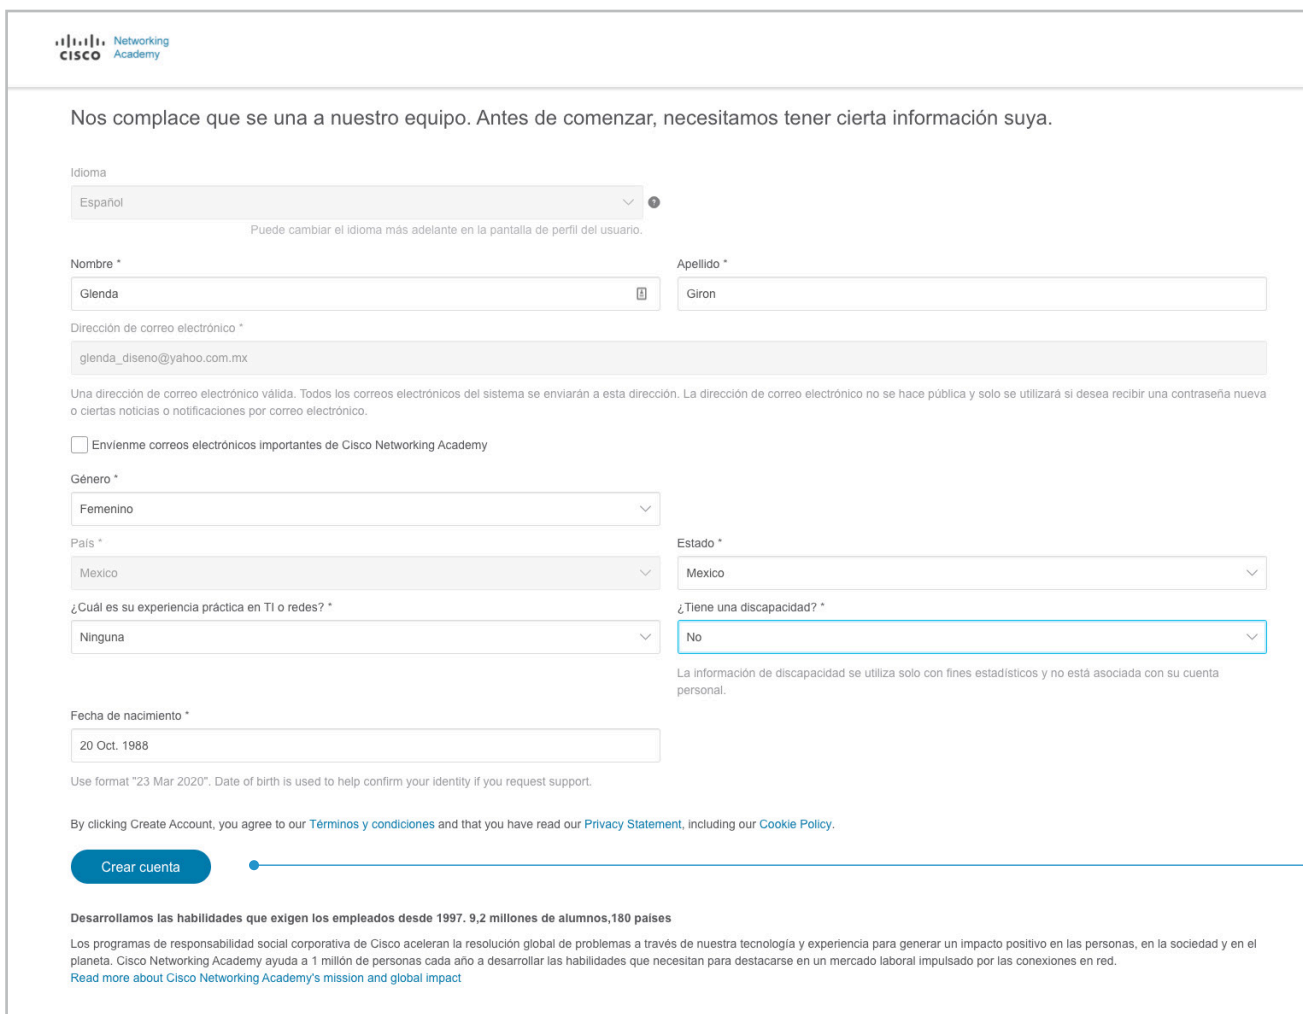 Networking
Academy
CISCO
Nos complace que se una a nuestro equipo. Antes de comenzar, necesitamos tener cierta información suya.
Idioma
Español
Puede cambiar el idioma más adelante en la pantalla de perfil del usuario.
Nombre * Apellido *
Glenda Giron
Dirección de correo electrónico *
glenda_diseno@yahoo.com.mx
Una dirección de correo electrónico válida. Todos los correos electrónicos del sistema se enviarán a esta dirección. La dirección de correo electrónico no se hace pública y solo se utilizará si desea recibir una contraseña nueva
o ciertas noticias o notificaciones por correo electrónico.
Envíenme correos electrónicos importantes de Cisco Networking Academy
Género *
Femenino
País * Estado *
Mexico Mexico
¿Cuál es su experiencia práctica en TI o redes? * ¿Tiene una discapacidad? *
Ninguna No
La información de discapacidad se utiliza solo con fines estadísticos y no está asociada con su cuenta
personal.
Fecha de nacimiento *
20 Oct. 1988
Use format "23 Mar 2020". Date of birth is used to help confirm your identity if you request support.
By clicking Create Account, you agree to our Términos y condiciones and that you have read our Privacy Statement, including our Cookie Policy.
Crear cuenta
Desarrollamos las habilidades que exigen los empleados desde 1997. 9,2 millones de alumnos,180 países
Los programas de responsabilidad social corporativa de Cisco aceleran la resolución global de problemas a través de nuestra tecnología y experiencia para generar un impacto positivo en las personas, en la sociedad y en el
planeta. Cisco Networking Academy ayuda a 1 millón de personas cada año a desarrollar las habilidades que necesitan para destacarse en un mercado laboral impulsado por las conexiones en red.
Read more about Cisco Networking Academy's mission and global impact